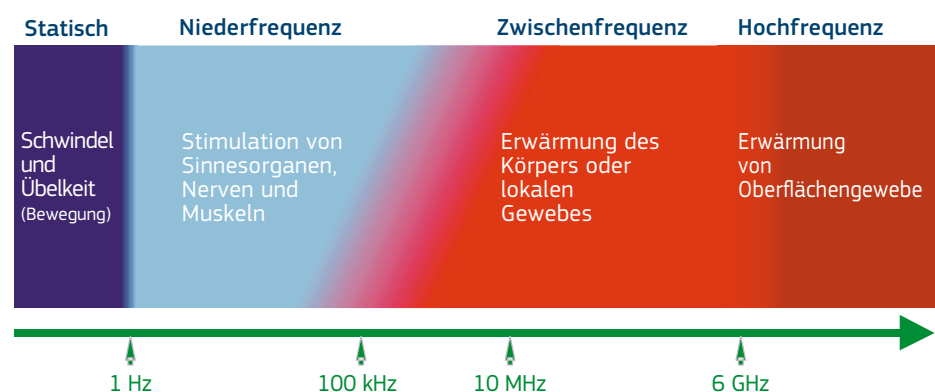 Statisch
Niederfrequenz
Zwischenfrequenz
Hochfrequenz
Schwindel
und
Übelkeit
(Bewegung)
Stimulation von
Sinnesorganen,
Nerven und
Muskeln
Erwärmung des
Körpers oder
lokalen
Gewebes
Erwärmung
von
Oberflächengewebe
1 Hz
100 kHz
10 MHz
6 GHz